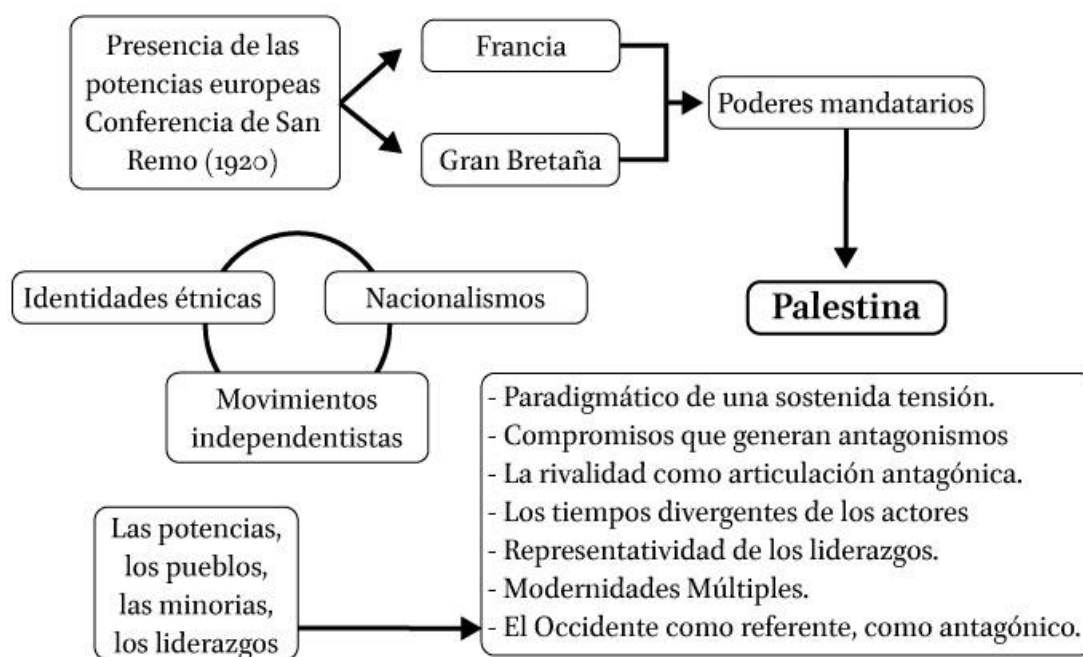 Presencia de las
potencias europeas
Conferencia de San
Remo (1920)
Francia
Gran Bretaña
Poderes mandatarios
Palestina
Identidades étnicas
Nacionalismos
Movimientos
independentistas
Las potencias,
los pueblos,
las minorias,
los liderazgos
- Paradigmático de una sostenida tensión.
- Compromisos que generan antagonismos
- La rivalidad como articulación antagónica.
- Los tiempos divergentes de los actores
- Representatividad de los liderazgos.
- Modernidades Múltiples.
- El Occidente como referente, como antagónico.